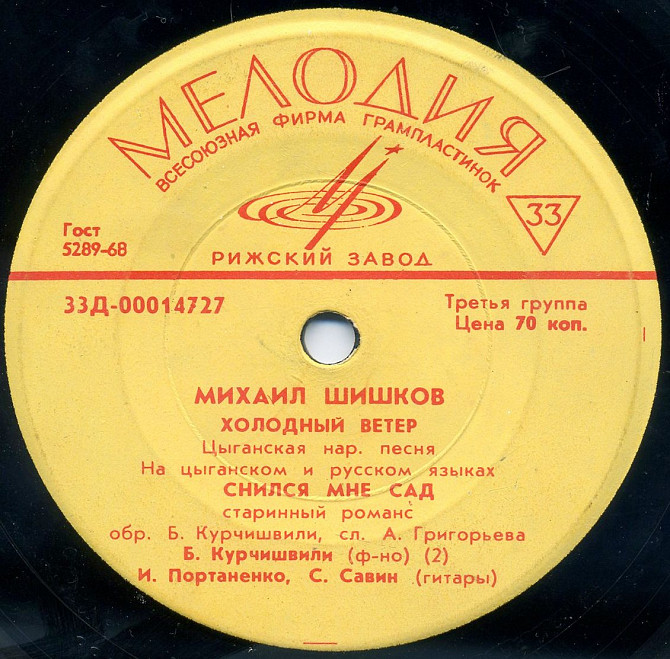 МЕЛОДИЯ
ВСЕСОЮЗНАЯ ФИРМА ГРАМПЛАСТИНОК
33
Гост
5289-68
РИЖСКИЙ ЗАВОД
33Д-00014727
Третья группа
Цена 70 коп.
МИХАИЛ ШИШКОВ
ХОЛОДНЫЙ ВЕТЕР
Цыганская нар. песня
На цыганском и русском языках
СНИЛСЯ МНЕ САД
старинный романс
обр. Б. Курчишвили, сл. А. Григорьева
Б. Курчишвили (ф-но) (2)
И. Портаненко, С. Савин (гитары)